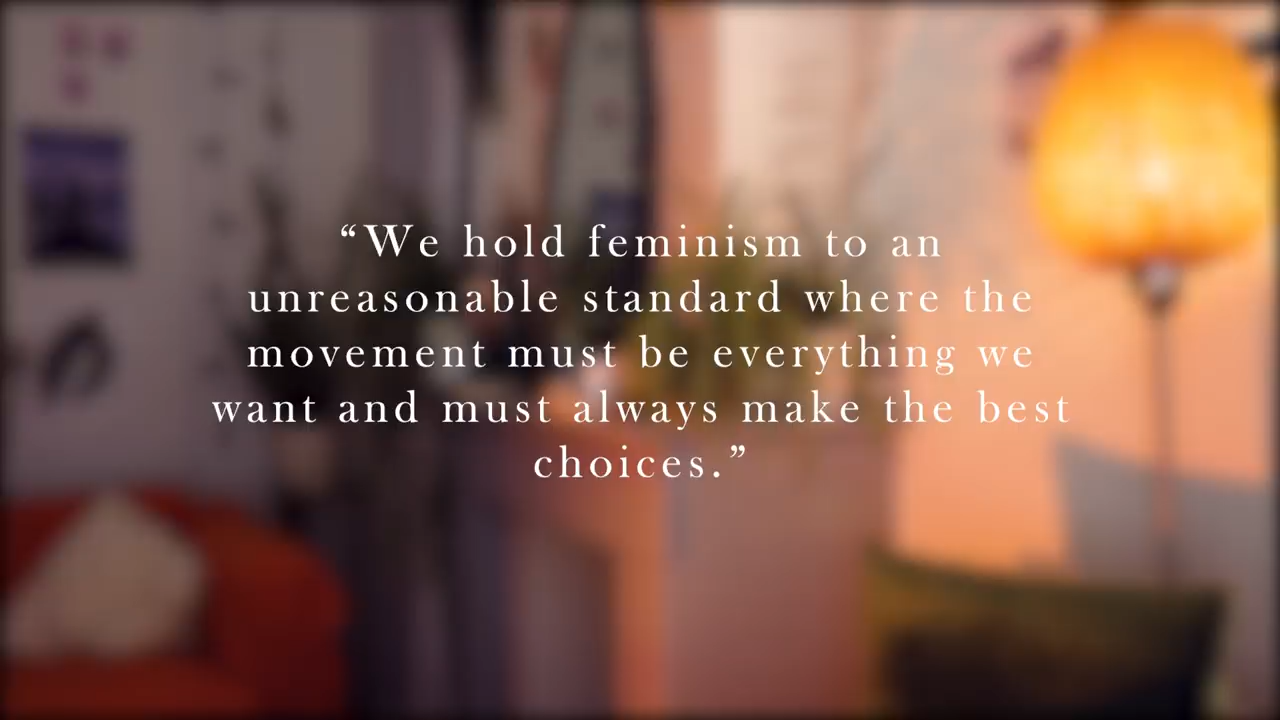 “We hold feminism to an
unreasonable standard where the
movement must be everything we
want and must always make the best
choices.”